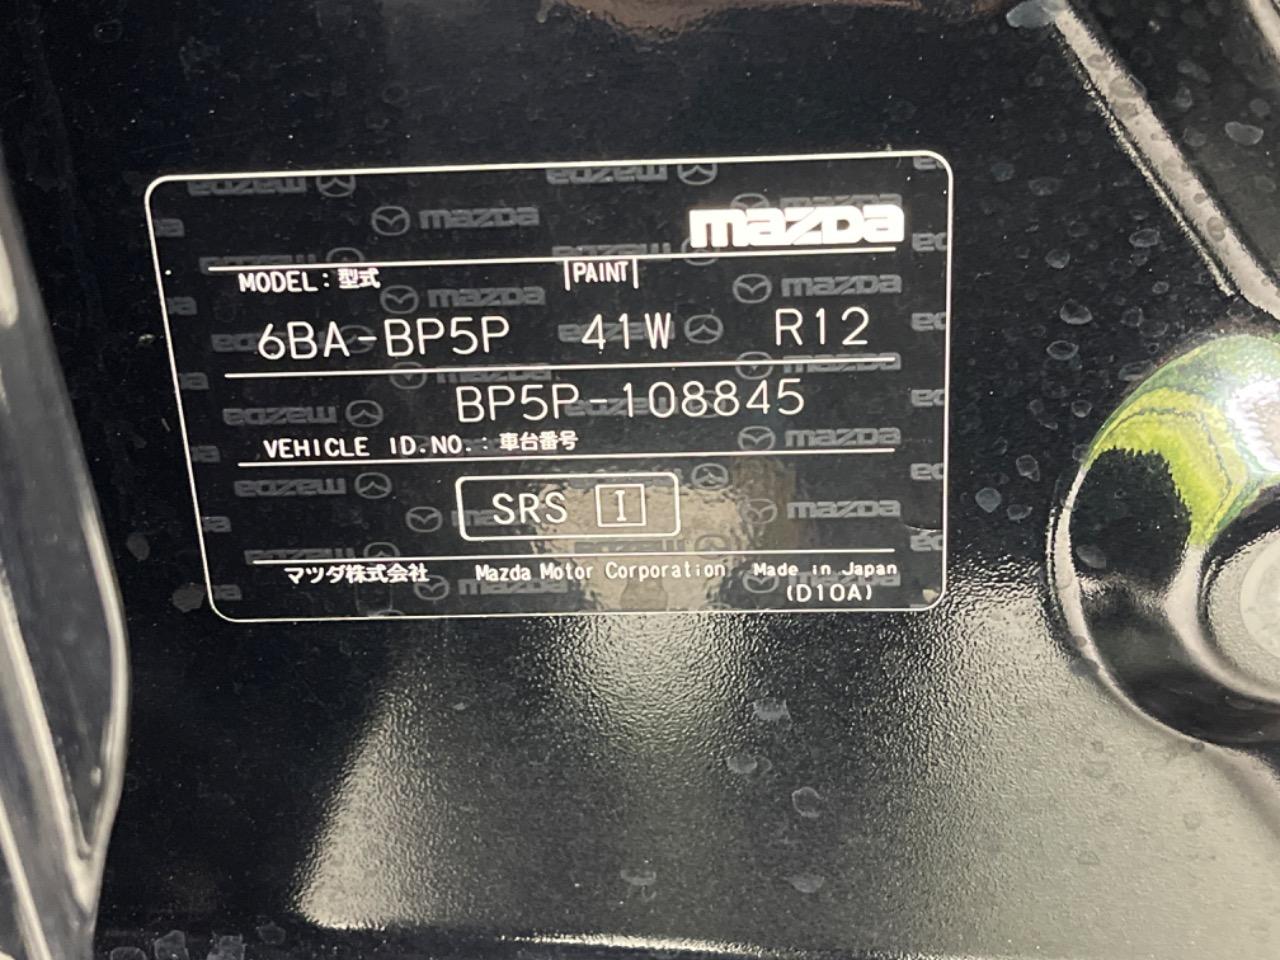 mazda
MODEL：型式 PAINT
6BA-BP5P 41W R12
BP5P-108845
VEHICLE ID.NO.：車台番号
SRS I
マツダ株式会社 Mazda Motor Corporation Made in Japan
(D10A)